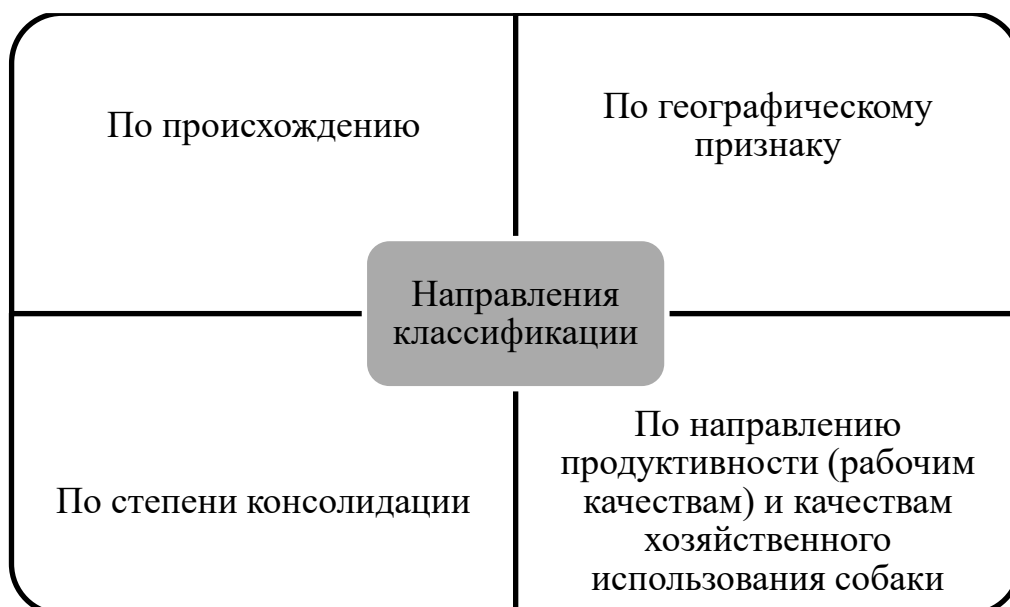 По происхождению
По географическому
признаку
Направления
классификации
По степени консолидации
По направлению
продуктивности (рабочим
качествам) и качествам
хозяйственного
использования собаки